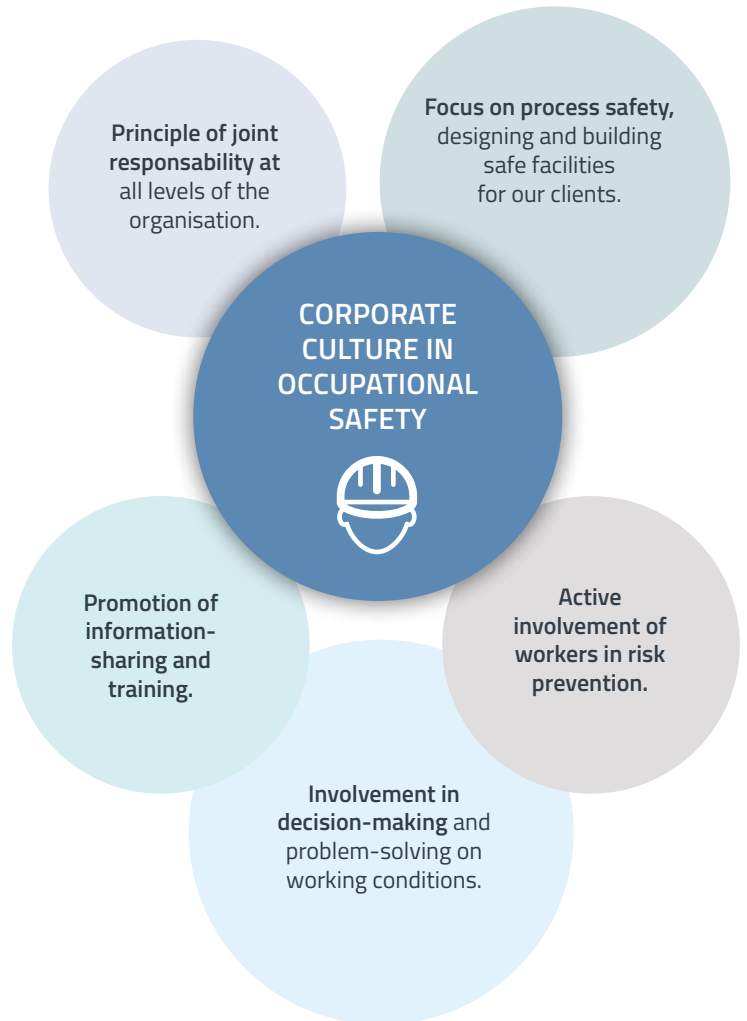 Principle of joint
responsability at
all levels of the
organisation.
Focus on process safety,
designing and building
safe facilities
for our clients.
CORPORATE
CULTURE IN
OCCUPATIONAL
SAFETY
Promotion of
information-
sharing and
training.
Active
involvement of
workers in risk
prevention.
Involvement in
decision-making and
problem-solving on
working conditions.